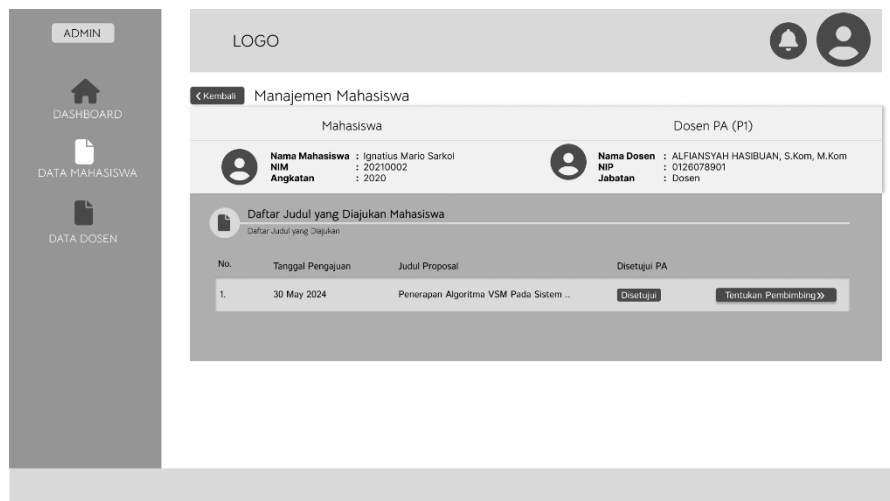 ADMIN
DASHBOARD
DATA MAHASISWA
DATA DOSEN
LOGO
Kembali
Manajemen Mahasiswa
Mahasiswa
Nama Mahasiswa : Ignatius Mario Sarkol
NIM : 20210002
Angkatan : 2020
Dosen PA (P1)
Nama Dosen : ALFIANSYAH HASIBUAN, S.Kom, M.Kom
NIP : 0126078901
Jabatan : Dosen
Daftar Judul yang Diajukan Mahasiswa
Daftar Judul yang Diajukan
No. Tanggal Pengajuan Judul Proposal Disetujui PA
1. 30 May 2024 Penerapan Algoritma VSM Pada Sistem .. Disetujui Tentukan Pembimbing